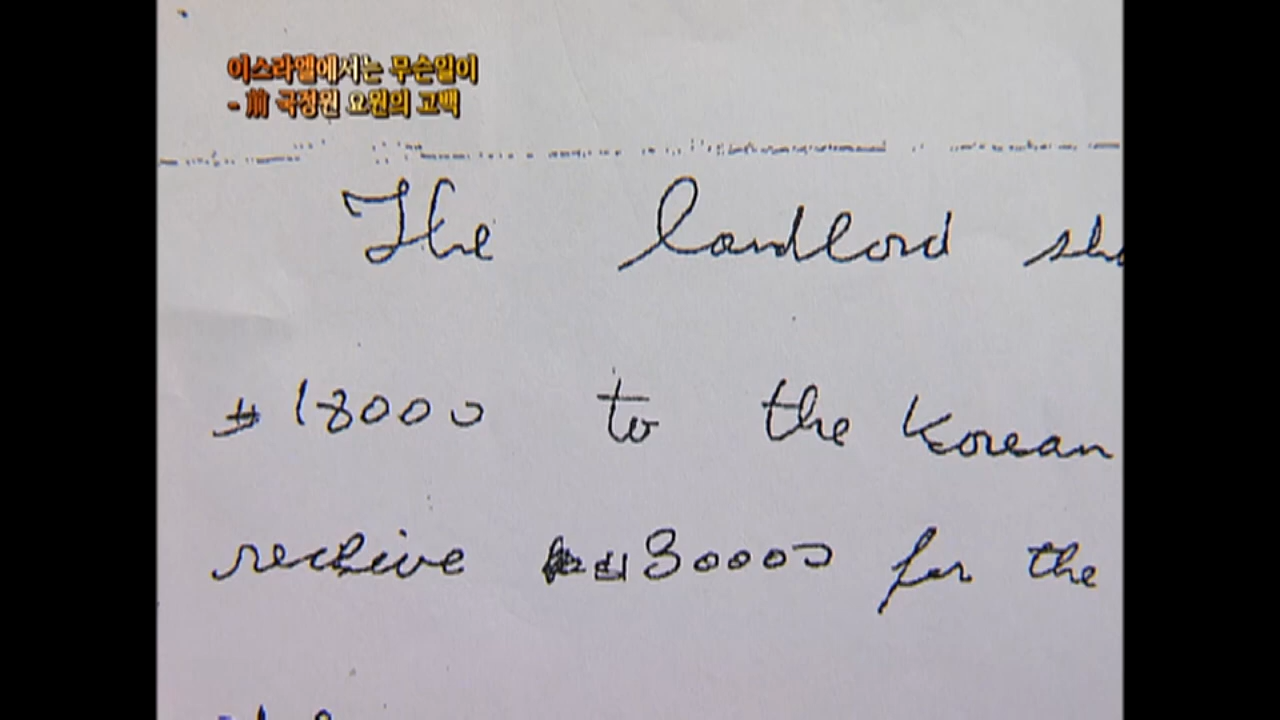 이스라엘에서는 무슨일이
- 前 국정원 요원의 고백
The landlord sh
$ 18000 to the Korean
receive 30000 for the